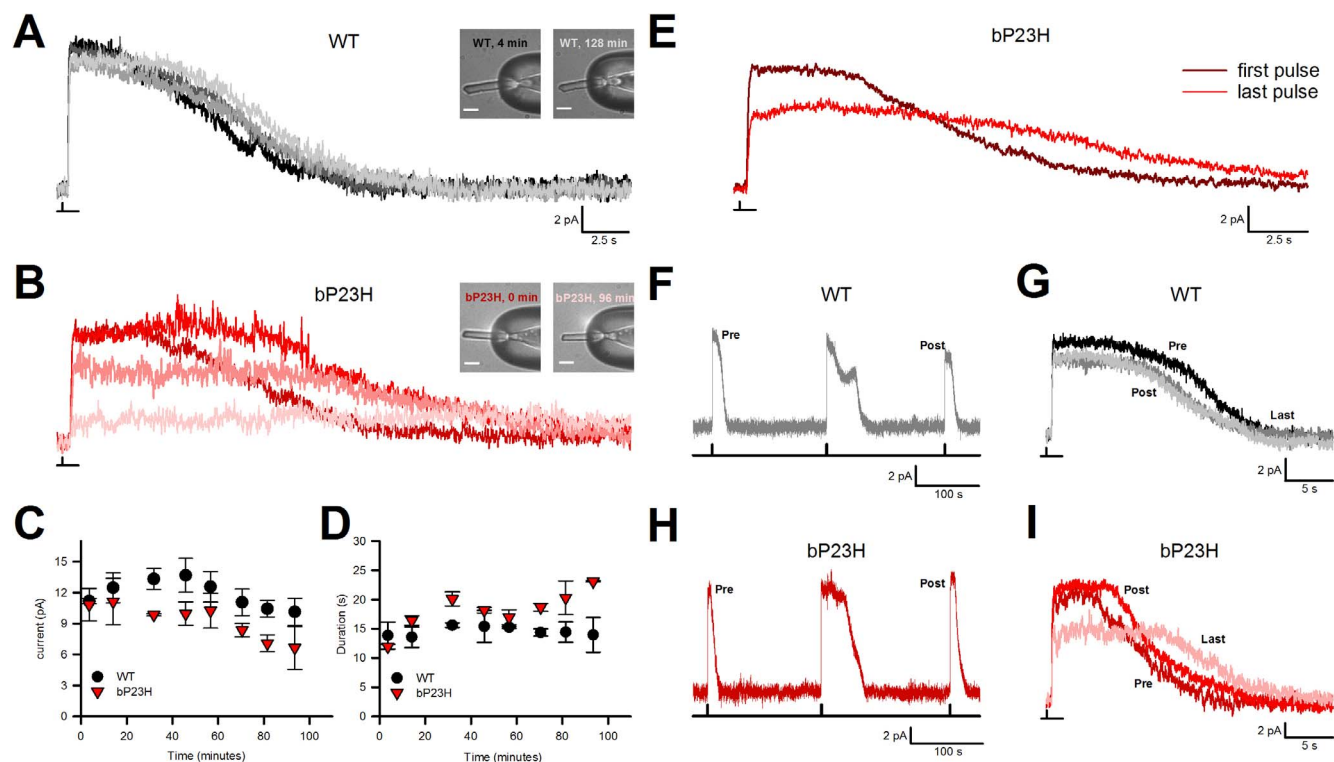 A
WT
WT, 4 min
WT, 128 min
2 pA
2.5 s
B
bP23H
bP23H, 0 min
bP23H, 96 min
2 pA
2.5 s
C
15
12
9
6
3
0
current (pA)
WT
bP23H
0 20 40 60 80 100
Time (minutes)
D
30
25
20
15
10
5
0
Duration (s)
WT
bP23H
0 20 40 60 80 100
Time (minutes)
E
bP23H
first pulse
last pulse
2 pA
2.5 s
F
WT
Pre
Post
2 pA
100 s
G
WT
Pre
Post
Last
2 pA
5 s
H
bP23H
Pre
Post
2 pA
100 s
I
bP23H
Post
Last
Pre
2 pA
5 s